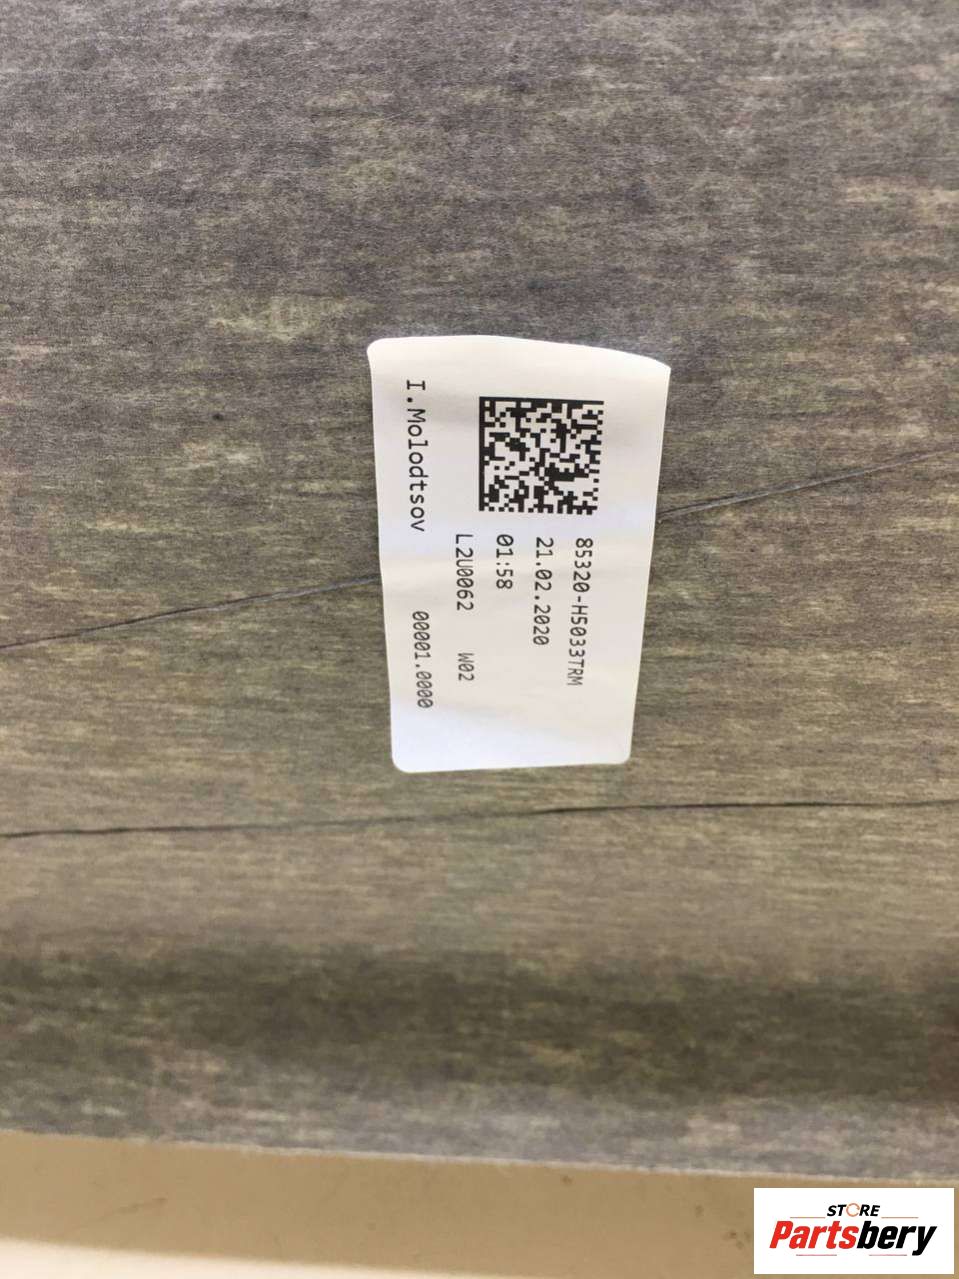 85320-H5033TRM
21.02.2020
01:58
L2U0062 W02
I.Molodtsov 00001.0000
STORE
Partsbery